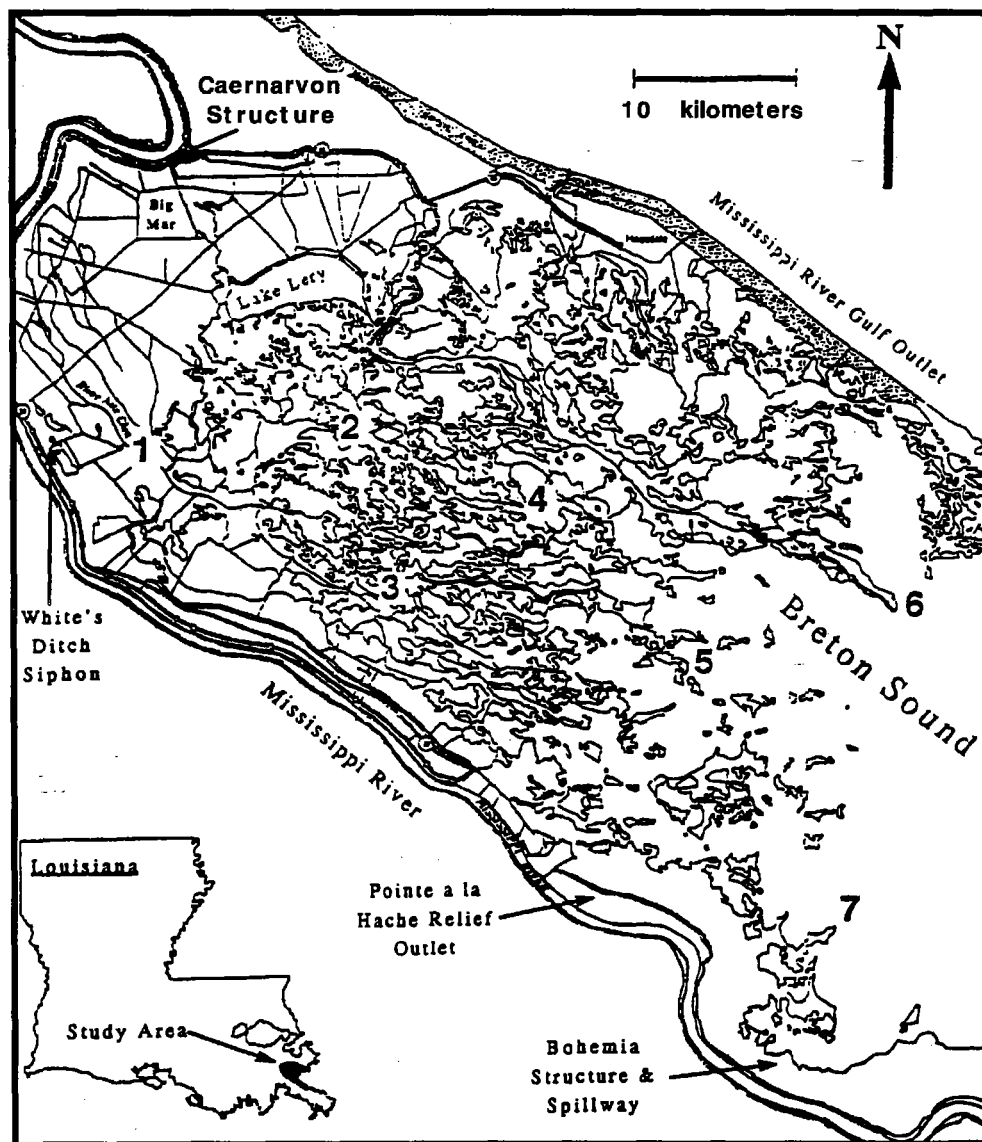 N
Caernarvon
Structure
10 kilometers
Big
Mar
Mississippi River Gulf Outlet
Lake Lery
1
2
4
3
6
5
White's
Ditch
Siphon
Breton Sound
Mississippi River
Louisiana
Pointe a la
Hache Relief
Outlet
7
Study Area
Bohemia
Structure &
Spillway